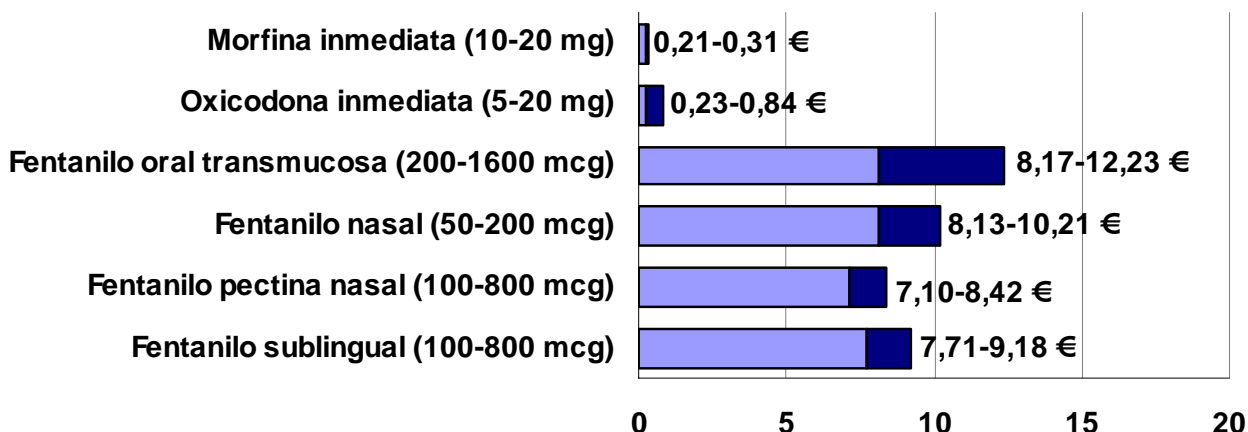 Morfina inmediata (10-20 mg) 0,21-0,31 €
Oxicodona inmediata (5-20 mg) 0,23-0,84 €
Fentanilo oral transmucosa (200-1600 mcg) 8,17-12,23 €
Fentanilo nasal (50-200 mcg) 8,13-10,21 €
Fentanilo pectina nasal (100-800 mcg) 7,10-8,42 €
Fentanilo sublingual (100-800 mcg) 7,71-9,18 €
0 5 10 15 20